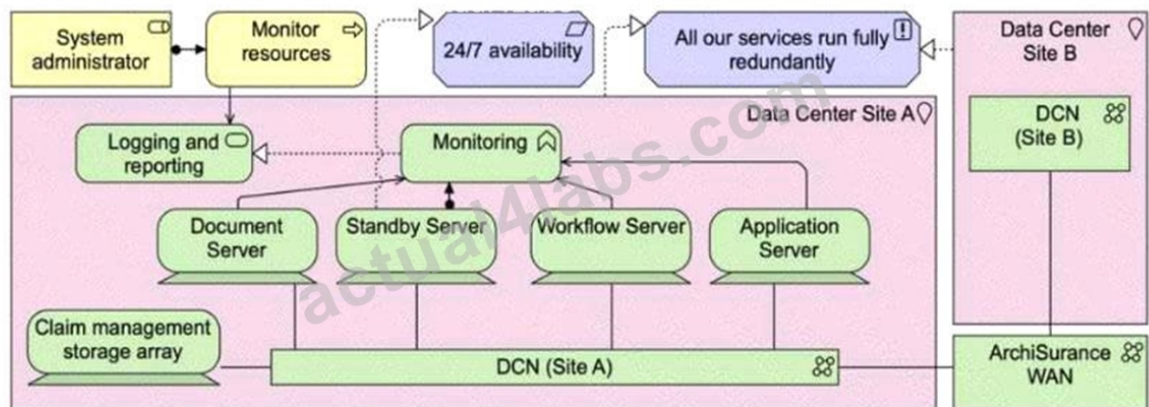 System
administrator
Monitor
resources
24/7 availability
All our services run fully
redundantly
Data Center
Site B
Data Center Site A
DCN
(Site B)
Logging and
reporting
Monitoring
Document
Server
Standby Server
Workflow Server
Application
Server
Claim management
storage array
DCN (Site A)
ArchiSurance
WAN
actual4labs.com